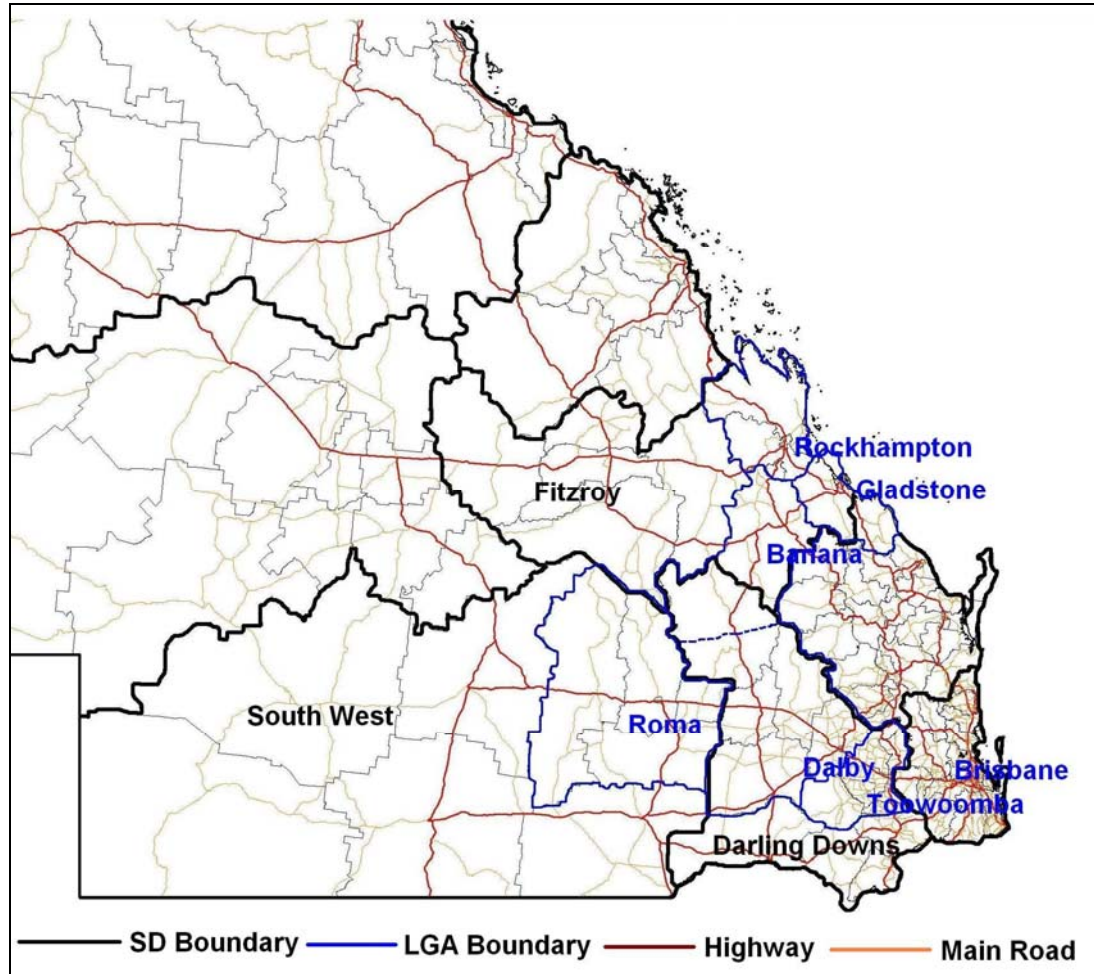 Rockhampton
Fitzroy
Gladstone
Banana
South West
Roma
Dalby
Brisbane
Toowoomba
Darling Downs
SD Boundary
LGA Boundary
Highway
Main Road